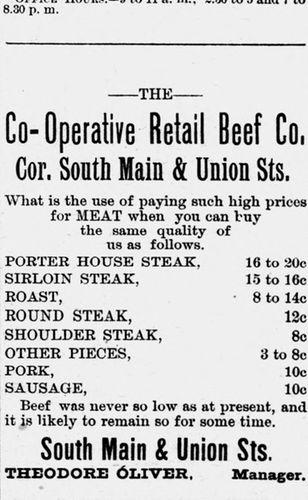 OFFICE HOURS.—9 to 11 a. m., 2.30 to 5 and 7 to
8.30 p. m.
—THE—
Co-Operative Retail Beef Co.
Cor. South Main & Union Sts.
What is the use of paying such high prices
for MEAT when you can buy
the same quality of
us as follows.
PORTER HOUSE STEAK, 16 to 20c
SIRLOIN STEAK, 15 to 16c
ROAST, 8 to 14c
ROUND STEAK, 12c
SHOULDER STEAK, 8c
OTHER PIECES, 3 to 8c
PORK, 10c
SAUSAGE, 10c
Beef was never so low as at present, and
it is likely to remain so for some time.
South Main & Union Sts.
THEODORE OLIVER, Manager.